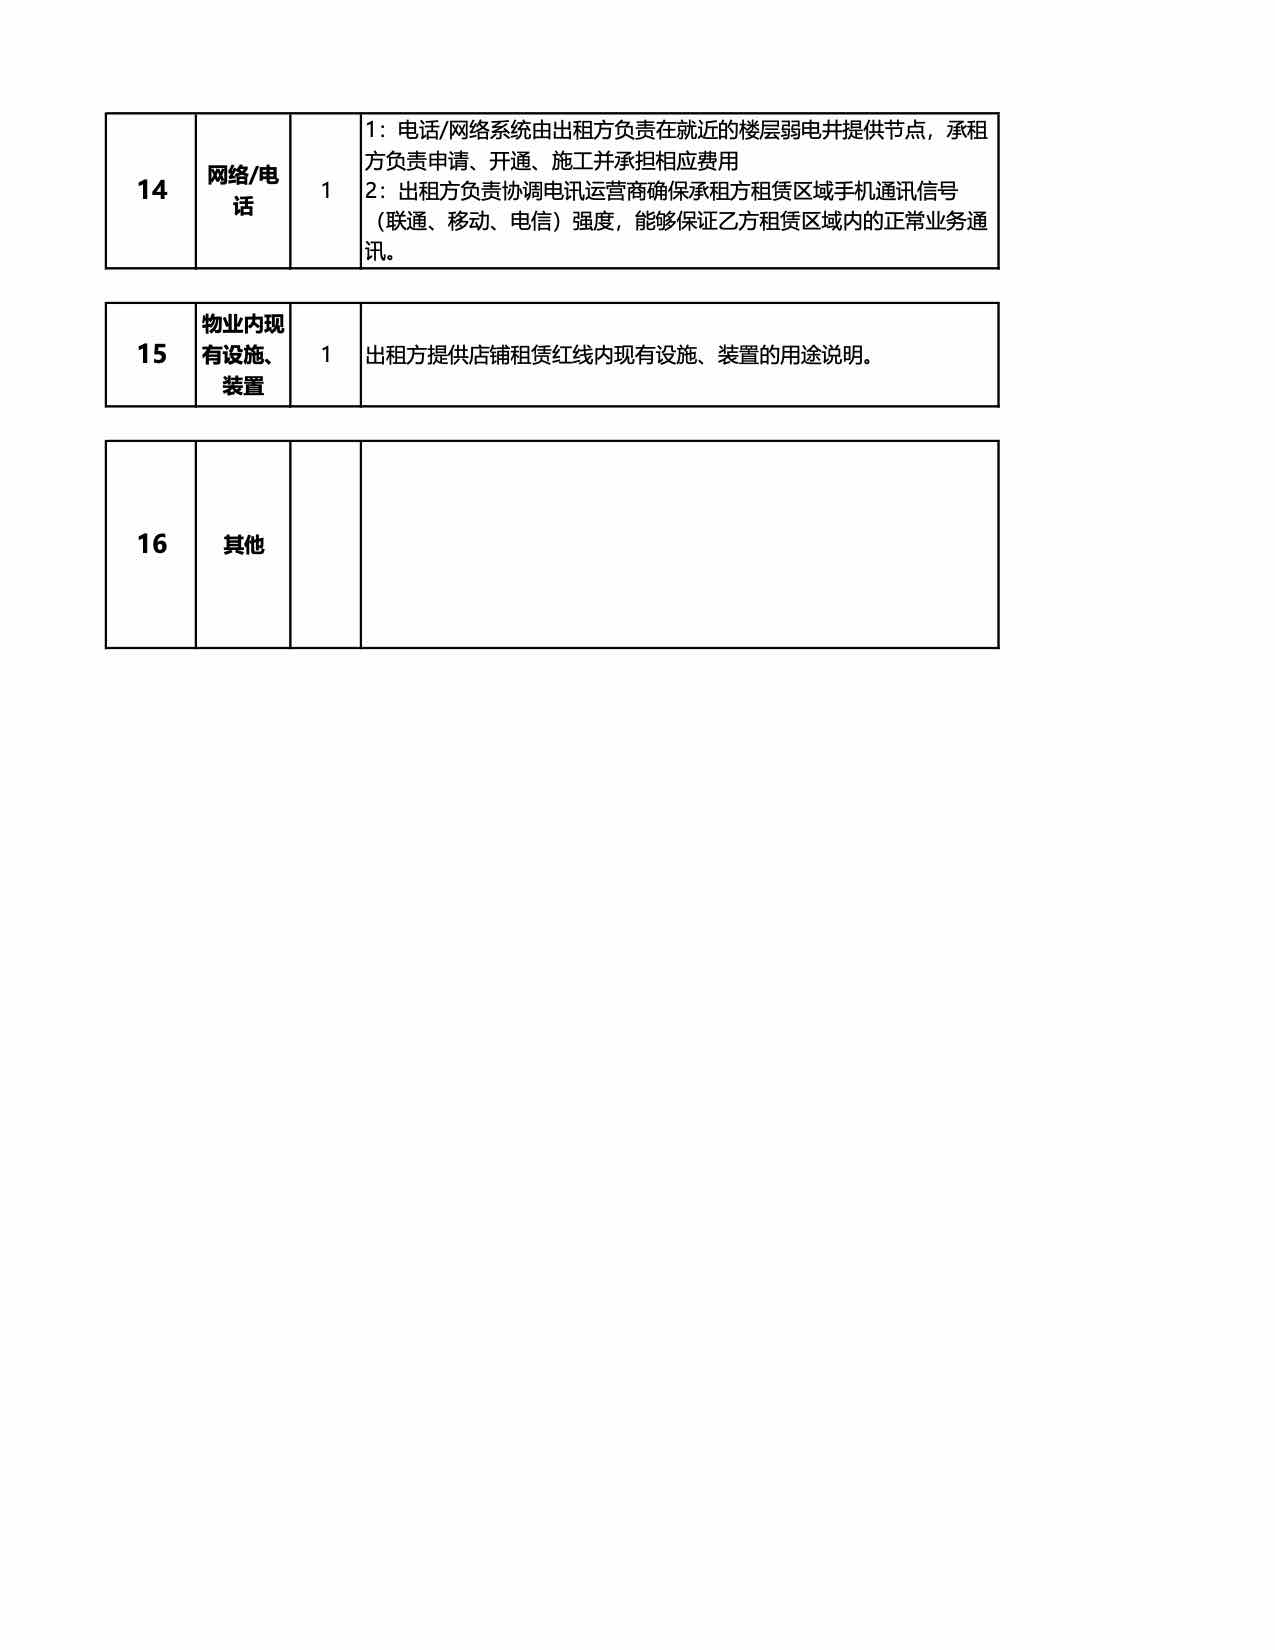 14
网络/电
话
1
1：电话/网络系统由出租方负责在就近的楼层弱电井提供节点，承租
方负责申请、开通、施工并承担相应费用
2：出租方负责协调电讯运营商确保承租方租赁区域手机通讯信号
（联通、移动、电信）强度，能够保证乙方租赁区域内的正常业务通
讯。
15
物业内现
有设施、
装置
1
出租方提供店铺租赁红线内现有设施、装置的用途说明。
16
其他